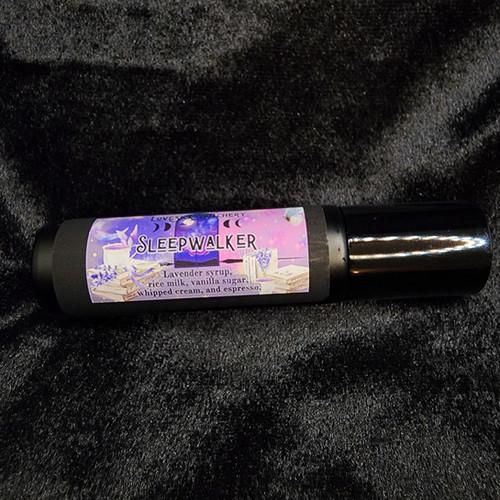 Sleepwalker
Lavender syrup,
rice milk, vanilla sugar,
whipped cream, and espresso.